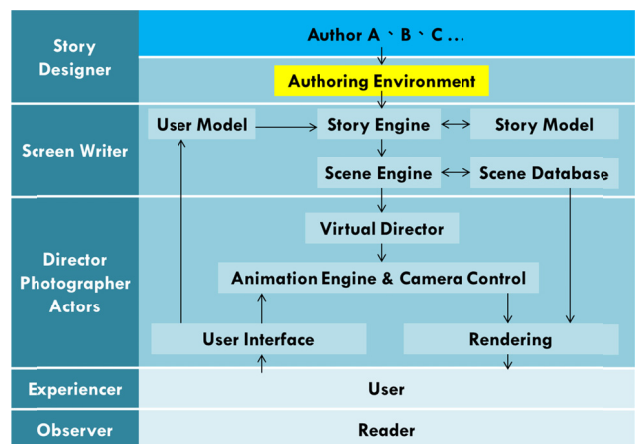 Story
Designer
Author A、B、C …
Authoring Environment
Screen Writer
User Model
Story Engine
Story Model
Scene Engine
Scene Database
Director
Photographer
Actors
Virtual Director
Animation Engine & Camera Control
User Interface
Rendering
Experiencer
User
Observer
Reader